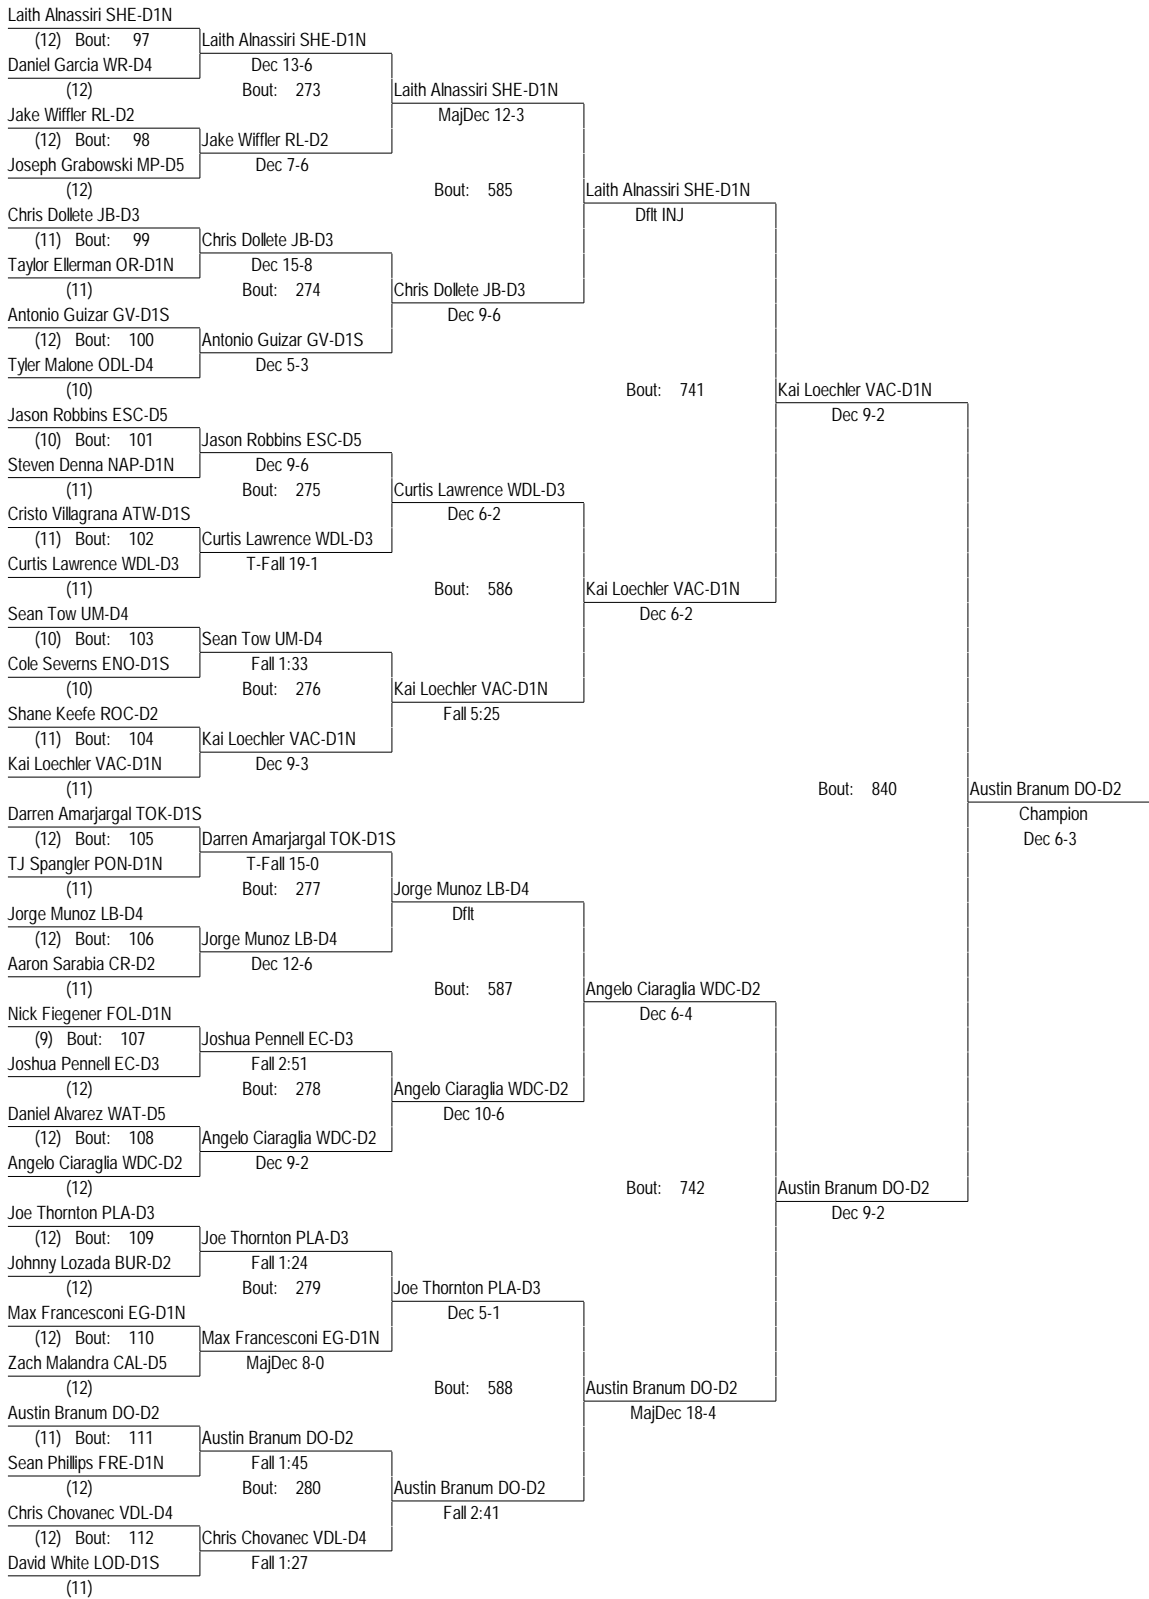 Laith Alnassiri SHE-D1N
(12) Bout: 97 Laith Alnassiri SHE-D1N
Daniel Garcia WR-D4 Dec 13-6
(12) Bout: 273 Laith Alnassiri SHE-D1N
Jake Wiffler RL-D2 MajDec 12-3
(12) Bout: 98 Jake Wiffler RL-D2
Joseph Grabowski MP-D5 Dec 7-6
(12) Bout: 585 Laith Alnassiri SHE-D1N
Chris Dollete JB-D3 Dflt INJ
(11) Bout: 99 Chris Dollete JB-D3
Taylor Ellerman OR-D1N Dec 15-8
(11) Bout: 274 Chris Dollete JB-D3
Antonio Guizar GV-D1S Dec 9-6
(12) Bout: 100 Antonio Guizar GV-D1S
Tyler Malone ODL-D4 Dec 5-3
(10) Bout: 741 Kai Loechler VAC-D1N
Jason Robbins ESC-D5 Dec 9-2
(10) Bout: 101 Jason Robbins ESC-D5
Steven Denna NAP-D1N Dec 9-6
(11) Bout: 275 Curtis Lawrence WDL-D3
Cristo Villagrana ATW-D1S Dec 6-2
(11) Bout: 102 Curtis Lawrence WDL-D3
Curtis Lawrence WDL-D3 T-Fall 19-1
(11) Bout: 586 Kai Loechler VAC-D1N
Sean Tow UM-D4 Dec 6-2
(10) Bout: 103 Sean Tow UM-D4
Cole Severns ENO-D1S Fall 1:33
(10) Bout: 276 Kai Loechler VAC-D1N
Shane Keefe ROC-D2 Fall 5:25
(11) Bout: 104 Kai Loechler VAC-D1N
Kai Loechler VAC-D1N Dec 9-3
(11) Bout: 840 Austin Branum DO-D2
Darren Amarjargal TOK-D1S Champion
(12) Bout: 105 Darren Amarjargal TOK-D1S Dec 6-3
TJ Spangler PON-D1N T-Fall 15-0
(11) Bout: 277 Jorge Munoz LB-D4
Jorge Munoz LB-D4 Dflt
(12) Bout: 106 Jorge Munoz LB-D4
Aaron Sarabia CR-D2 Dec 12-6
(11) Bout: 587 Angelo Ciaraglia WDC-D2
Nick Fiegener FOL-D1N Dec 6-4
(9) Bout: 107 Joshua Pennell EC-D3
Joshua Pennell EC-D3 Fall 2:51
(12) Bout: 278 Angelo Ciaraglia WDC-D2
Daniel Alvarez WAT-D5 Dec 10-6
(12) Bout: 108 Angelo Ciaraglia WDC-D2
Angelo Ciaraglia WDC-D2 Dec 9-2
(12) Bout: 742 Austin Branum DO-D2
Joe Thornton PLA-D3 Dec 9-2
(12) Bout: 109 Joe Thornton PLA-D3
Johnny Lozada BUR-D2 Fall 1:24
(12) Bout: 279 Joe Thornton PLA-D3
Max Francesconi EG-D1N Dec 5-1
(12) Bout: 110 Max Francesconi EG-D1N
Zach Malandra CAL-D5 MajDec 8-0
(12) Bout: 588 Austin Branum DO-D2
Austin Branum DO-D2 MajDec 18-4
(11) Bout: 111 Austin Branum DO-D2
Sean Phillips FRE-D1N Fall 1:45
(12) Bout: 280 Austin Branum DO-D2
Chris Chovanec VDL-D4 Fall 2:41
(12) Bout: 112 Chris Chovanec VDL-D4
David White LOD-D1S Fall 1:27
(11)